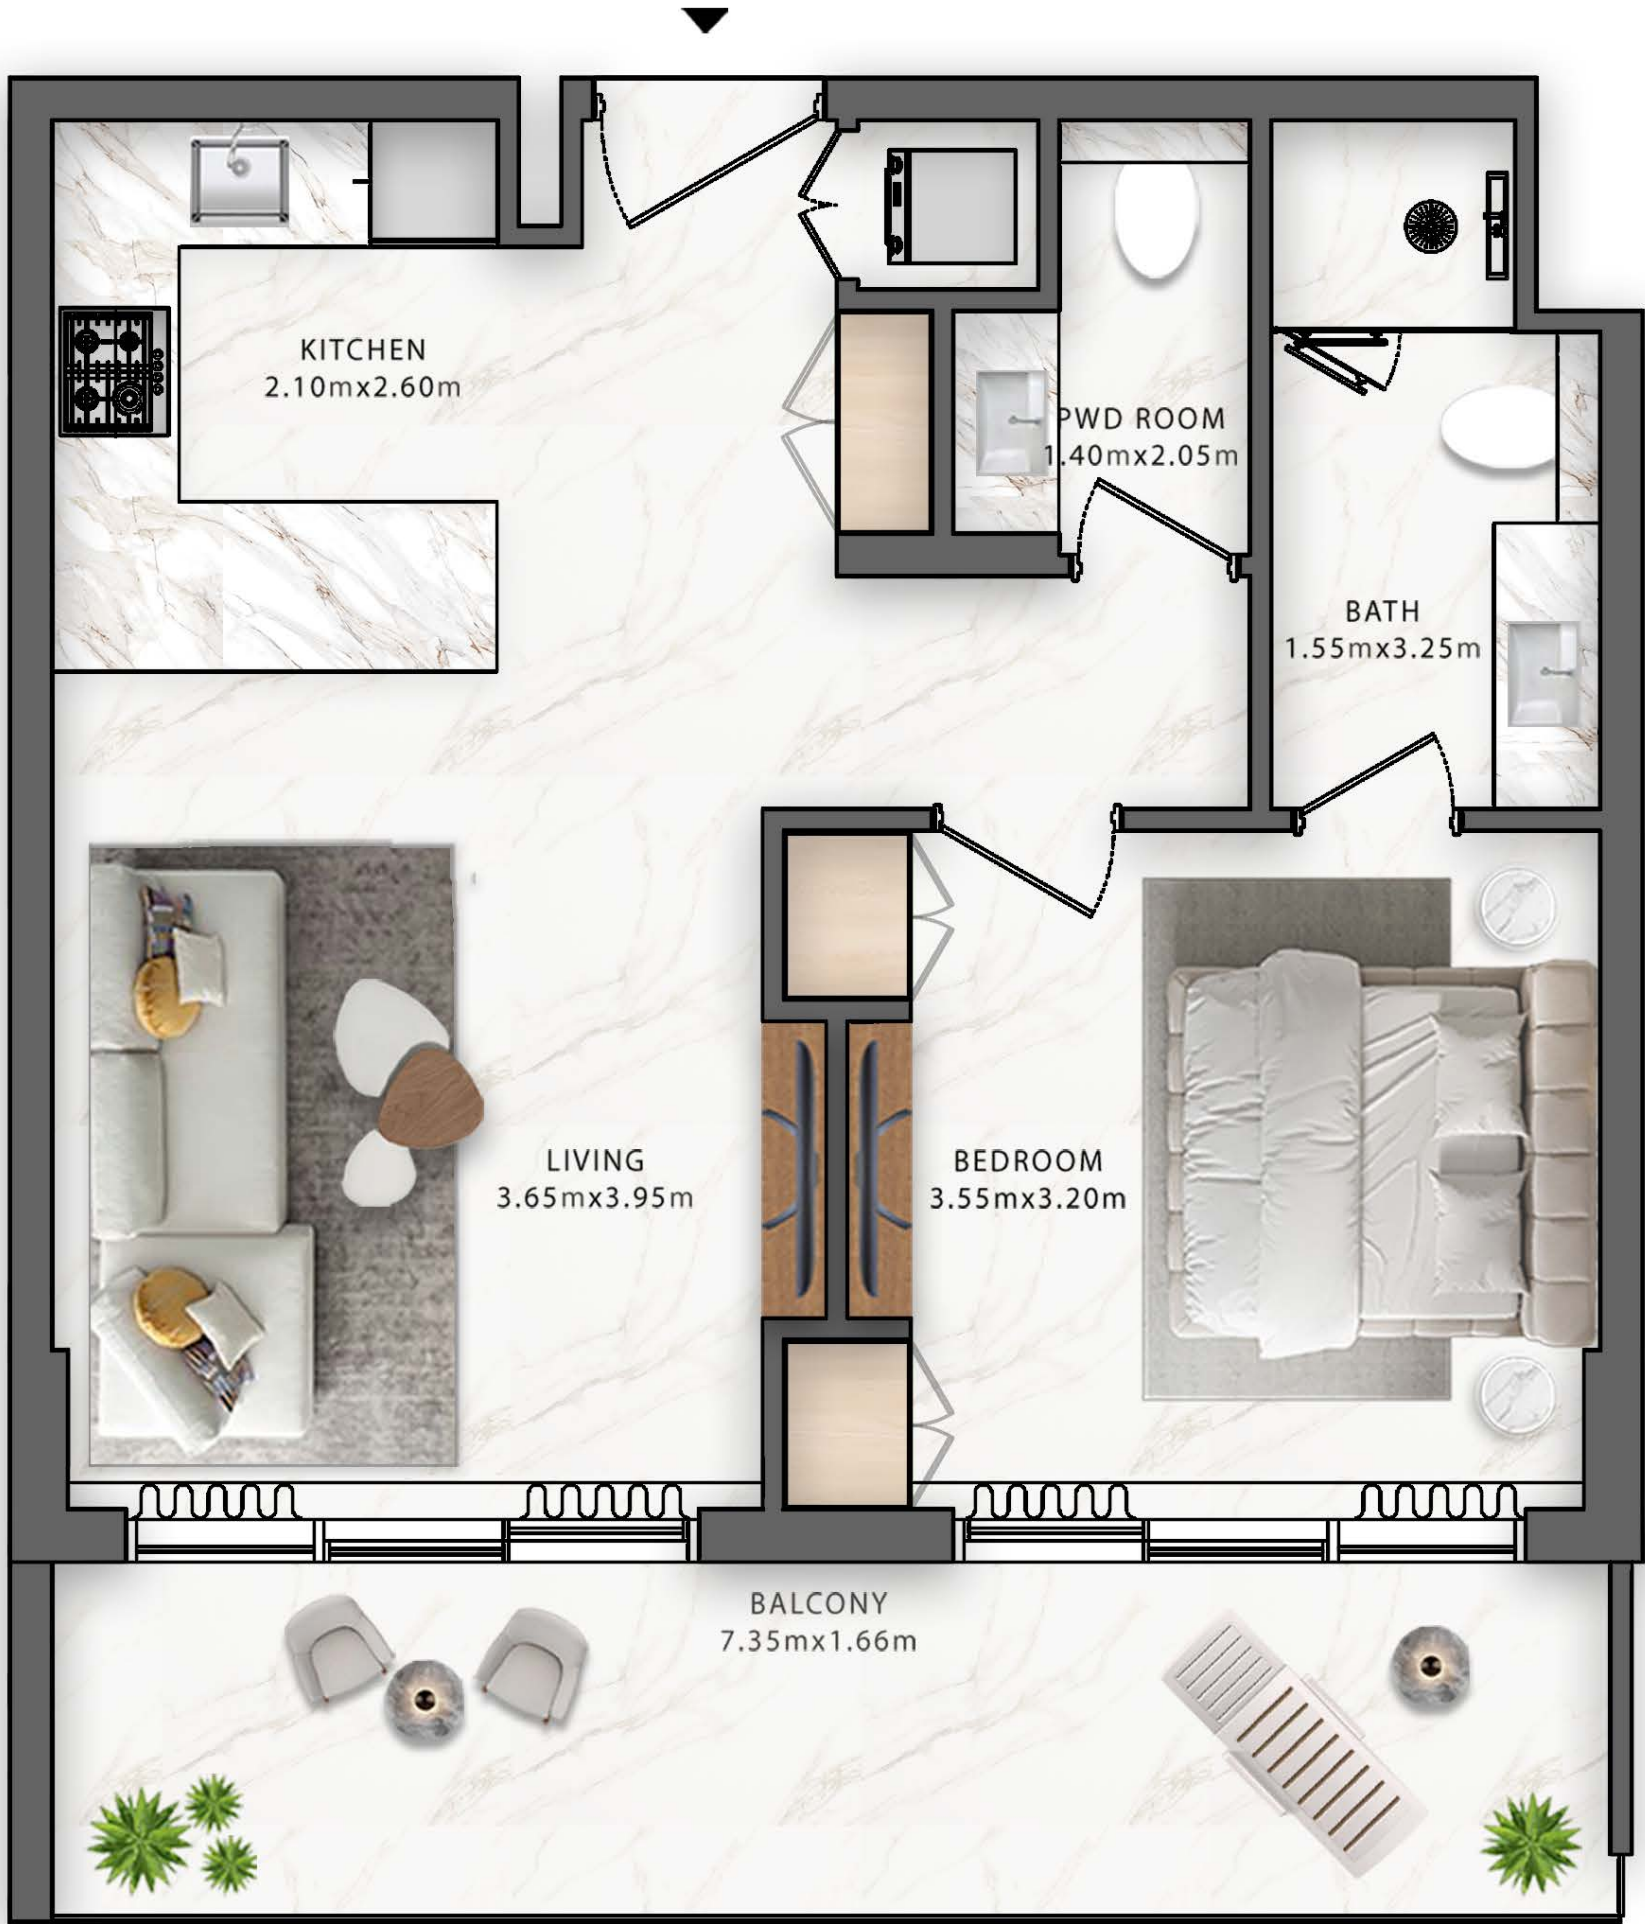 KITCHEN
2.10mx2.60m
PWD ROOM
1.40mx2.05m
BATH
1.55mx3.25m
LIVING
3.65mx3.95m
BEDROOM
3.55mx3.20m
BALCONY
7.35mx1.66m